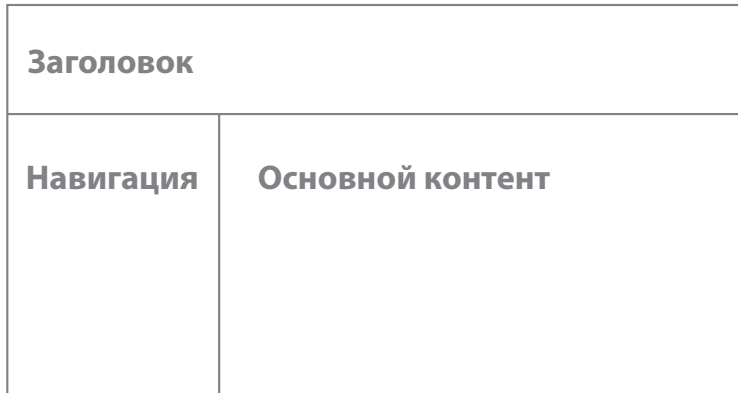 Заголовок
Навигация
Основной контент